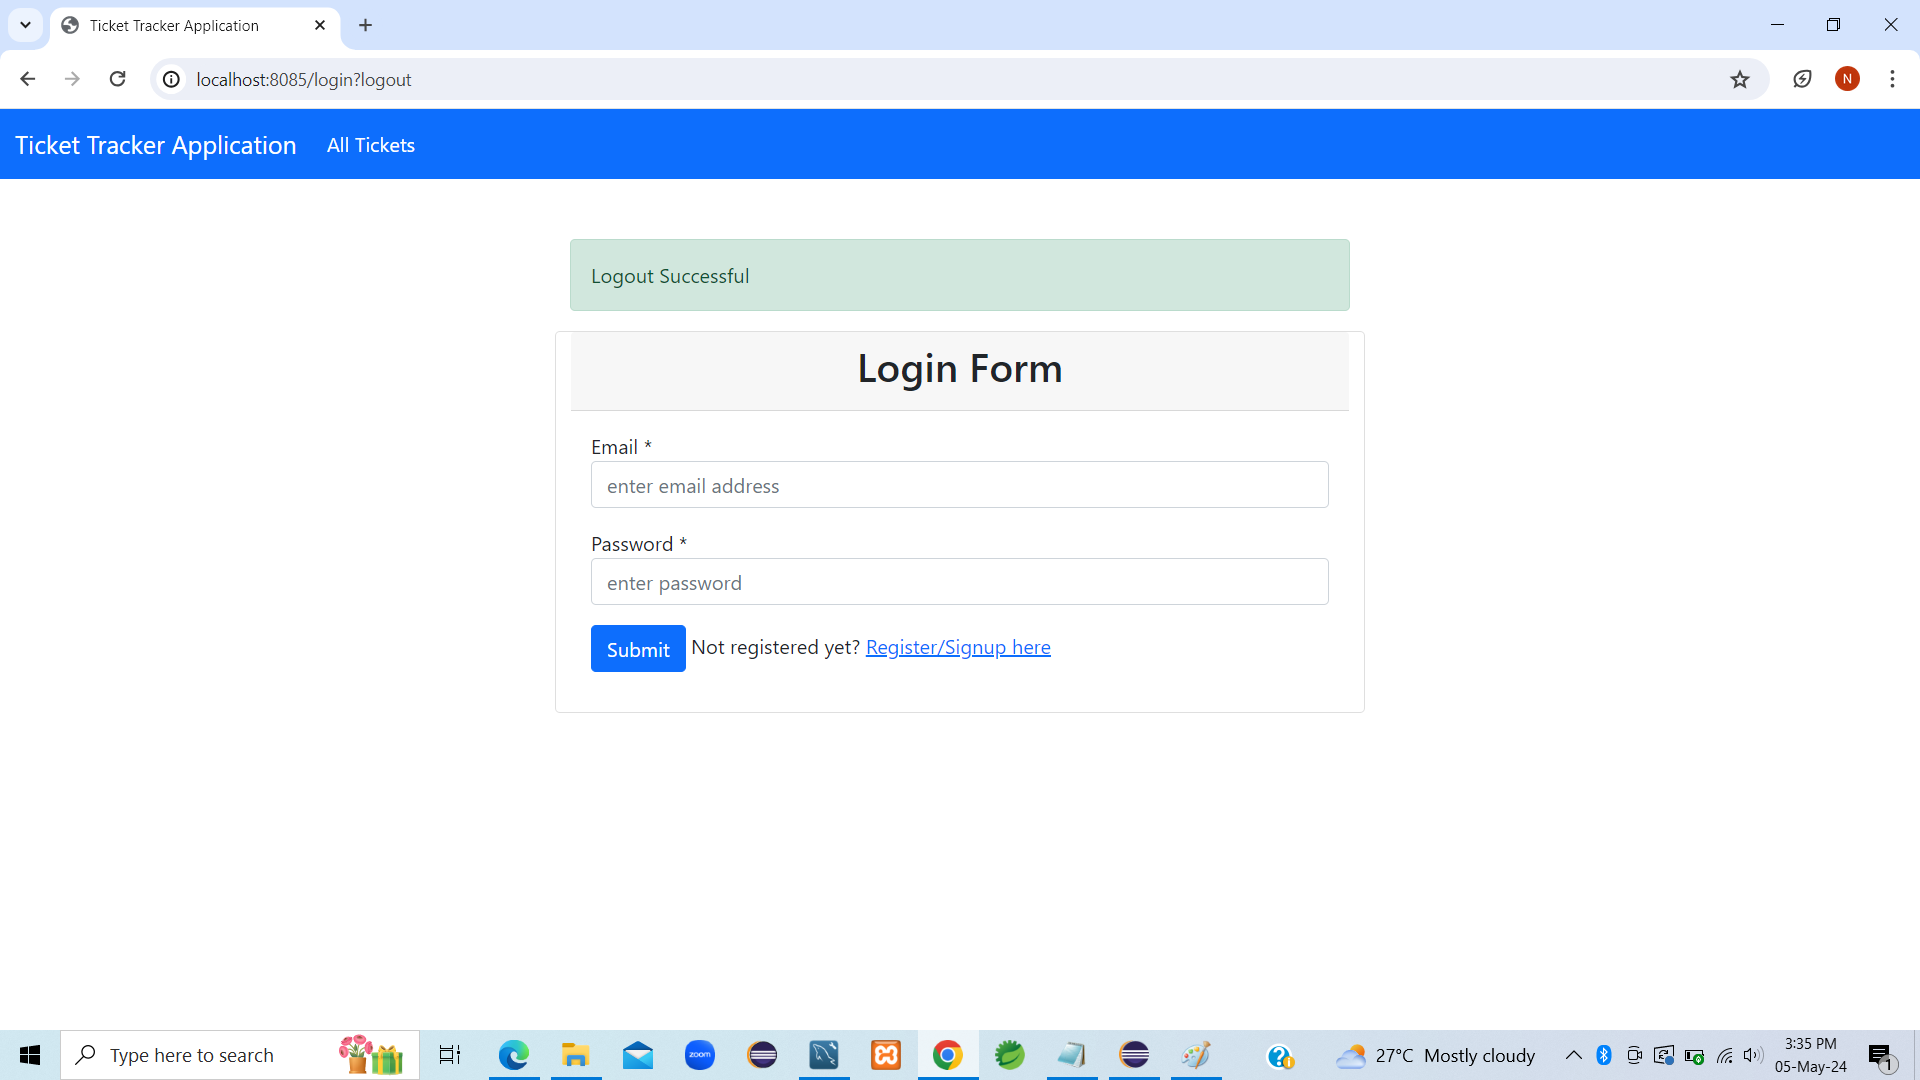 Ticket Tracker Application
localhost:8085/login?logout
N
Ticket Tracker Application All Tickets
Logout Successful
Login Form
Email *
enter email address
Password *
enter password
Submit Not registered yet? Register/Signup here
Type here to search
zoom
27°C Mostly cloudy
3:35 PM
05-May-24
1